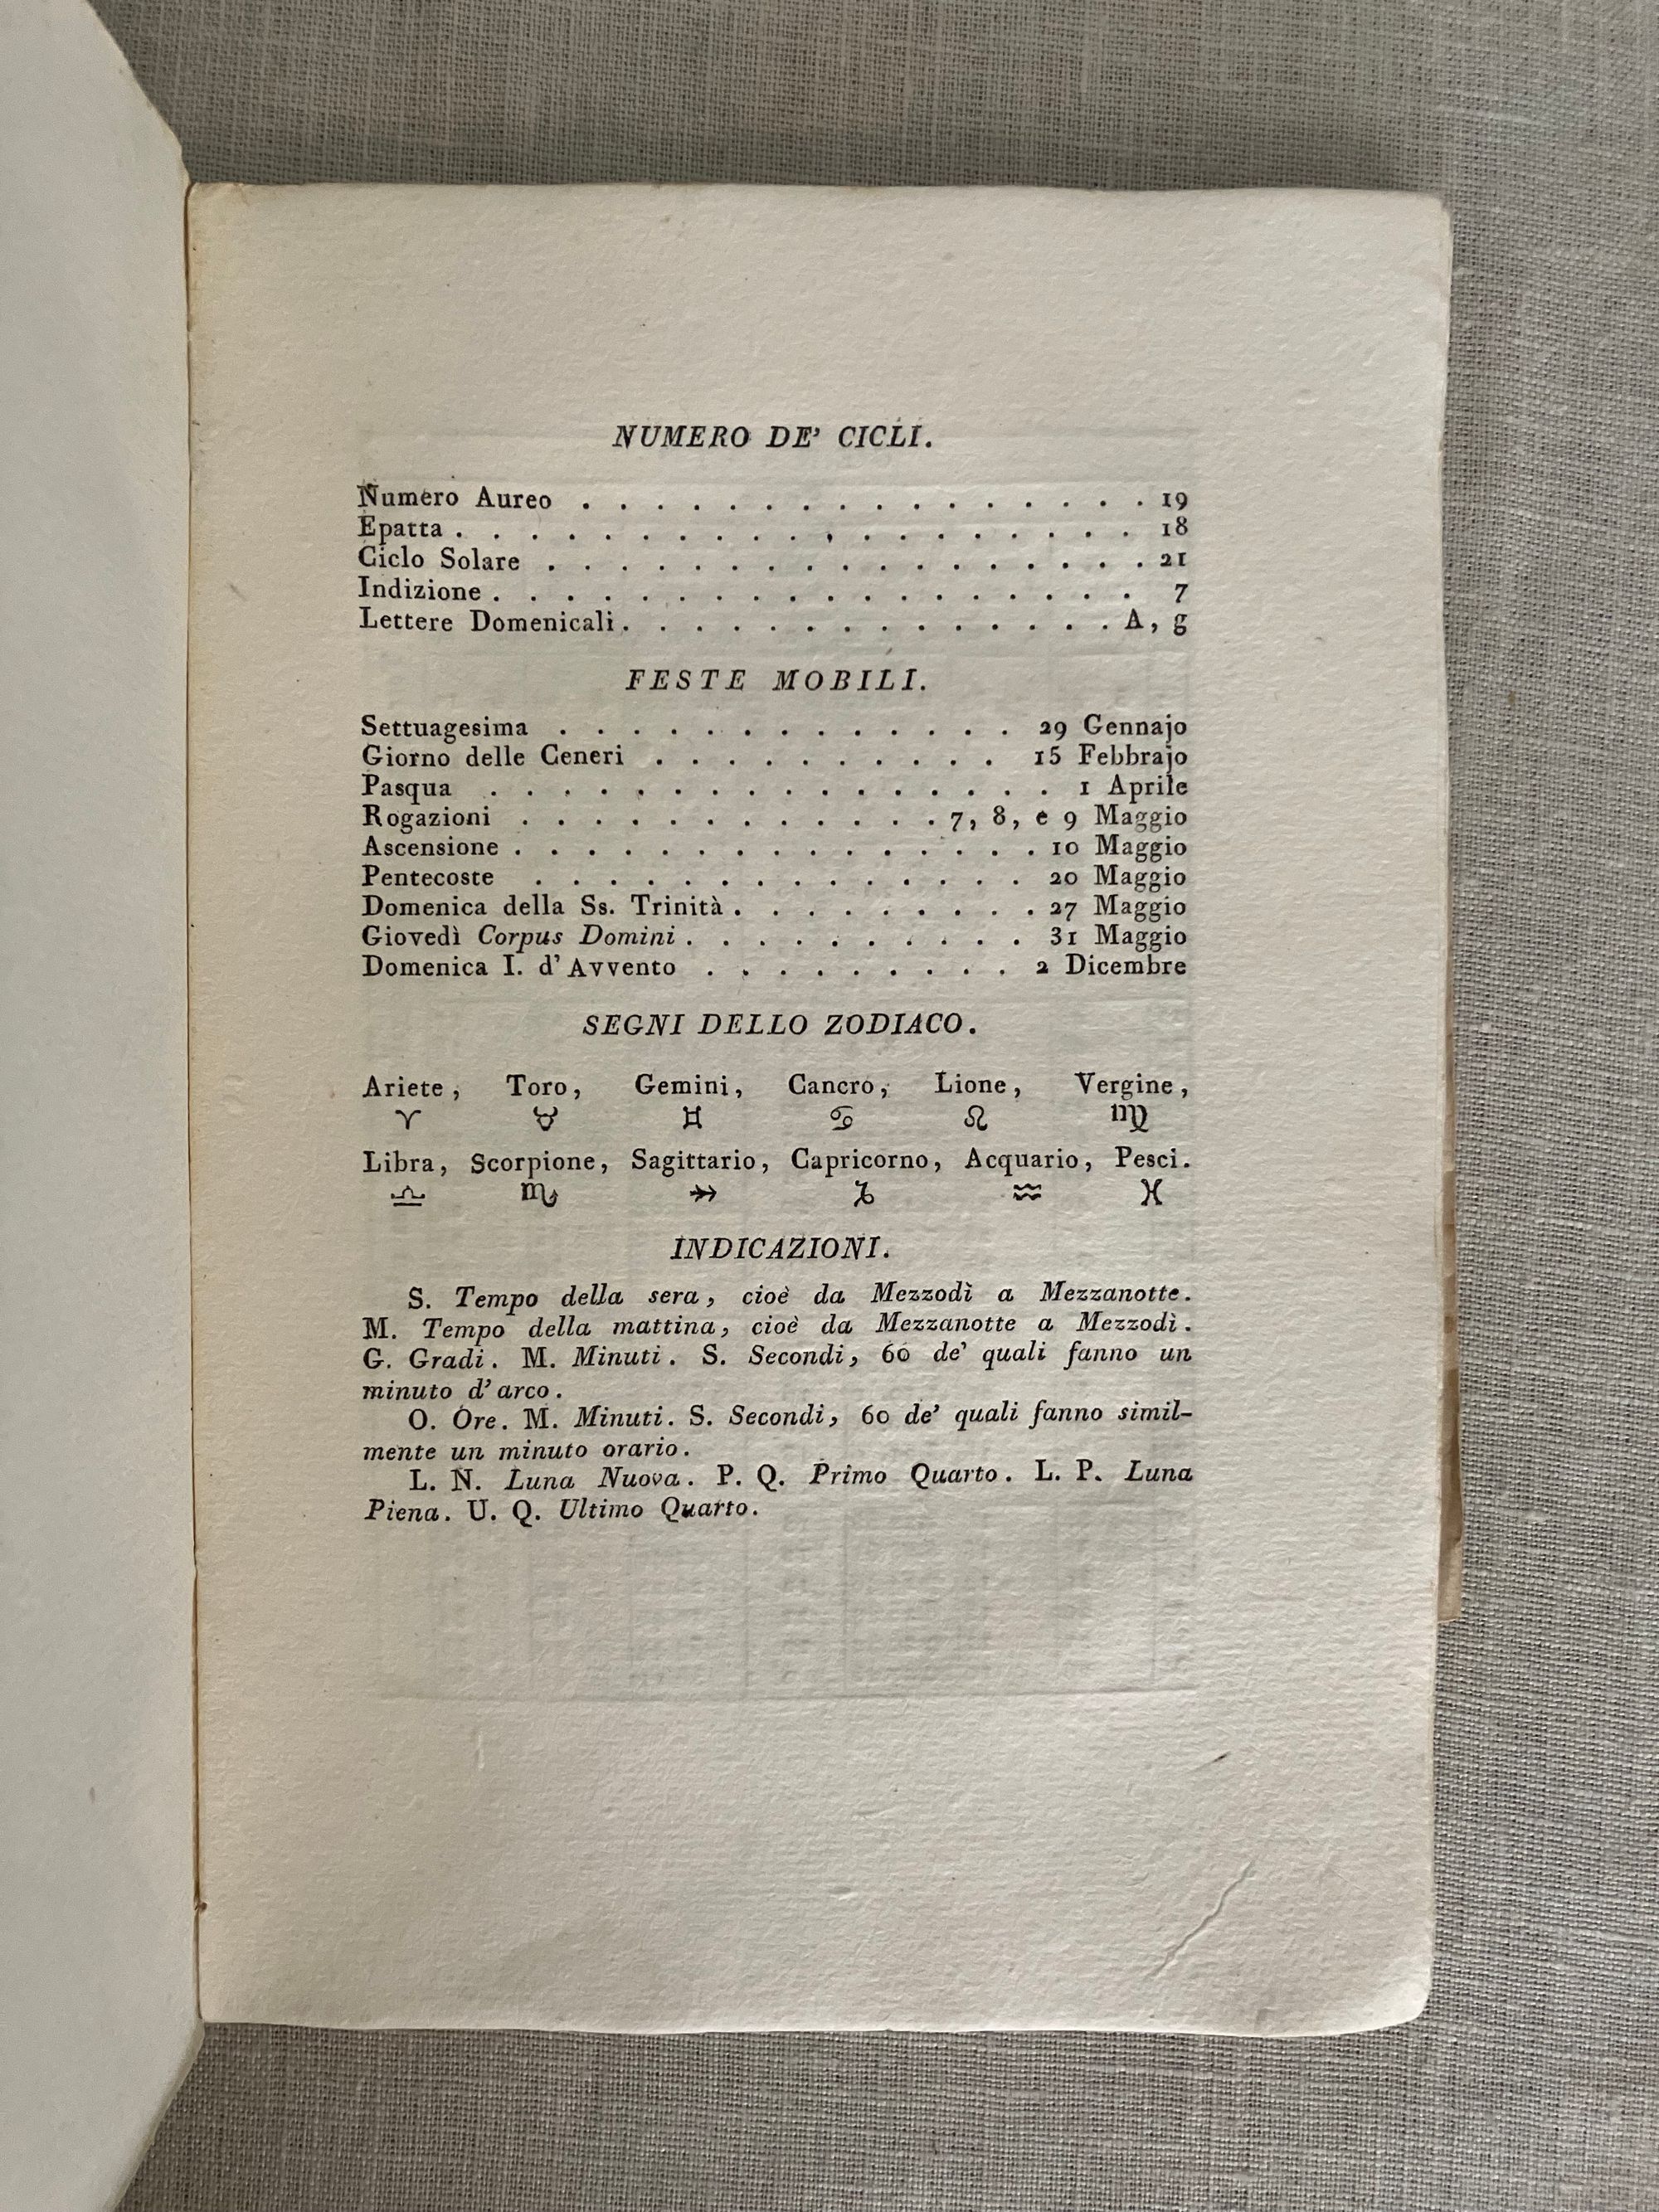 NUMERO DE' CICLI.
Numero Aureo . . . . . . . . . . . . . . . . 19
Epatta . . . . . . . . . . . . . . . . . . . 18
Ciclo Solare . . . . . . . . . . . . . . . . . 21
Indizione . . . . . . . . . . . . . . . . . . 7
Lettere Domenicali . . . . . . . . . . . . . . A, g
FESTE MOBILI.
Settuagesima . . . . . . . . . . . . . 29 Gennajo
Giorno delle Ceneri . . . . . . . . . . 15 Febbrajo
Pasqua . . . . . . . . . . . . . . . . 1 Aprile
Rogazioni . . . . . . . . . . . . 7, 8, e 9 Maggio
Ascensione . . . . . . . . . . . . . . . 10 Maggio
Pentecoste . . . . . . . . . . . . . . 20 Maggio
Domenica della Ss. Trinità . . . . . . . . . 27 Maggio
Giovedì Corpus Domini . . . . . . . . . . 31 Maggio
Domenica I. d'Avvento . . . . . . . . . 2 Dicembre
SEGNI DELLO ZODIACO.
Ariete, Toro, Gemini, Cancro, Lione, Vergine,
♈ ♉ ♊ ♋ ♌ ♍
Libra, Scorpione, Sagittario, Capricorno, Acquario, Pesci.
♎ ♏ ♐ ♑ ♒ ♓
INDICAZIONI.
S. Tempo della sera, cioè da Mezzodì a Mezzanotte.
M. Tempo della mattina, cioè da Mezzanotte a Mezzodì.
G. Gradi. M. Minuti. S. Secondi, 60 de' quali fanno un
minuto d'arco.
O. Ore. M. Minuti. S. Secondi, 60 de' quali fanno simil-
mente un minuto orario.
L. N. Luna Nuova. P. Q. Primo Quarto. L. P. Luna
Piena. U. Q. Ultimo Quarto.